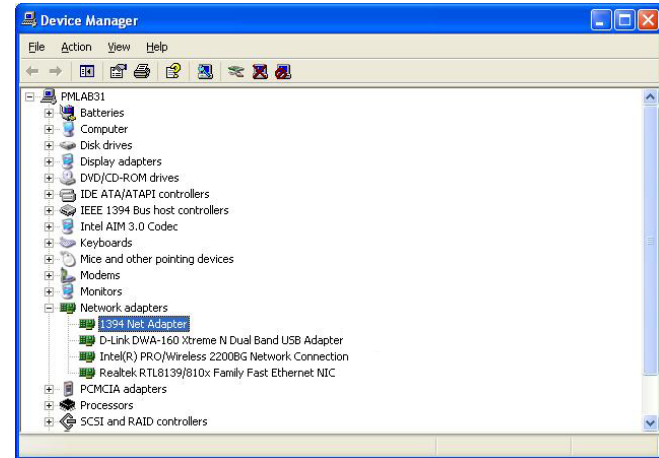 Device Manager
File Action View Help
PMLAB31
Batteries
Computer
Disk drives
Display adapters
DVD/CD-ROM drives
IDE ATA/ATAPI controllers
IEEE 1394 Bus host controllers
Intel AIM 3.0 Codec
Keyboards
Mice and other pointing devices
Modems
Monitors
Network adapters
1394 Net Adapter
D-Link DWA-160 Xtreme N Dual Band USB Adapter
Intel(R) PRO/Wireless 2200BG Network Connection
Realtek RTL8139/810x Family Fast Ethernet NIC
PCMCIA adapters
Processors
SCSI and RAID controllers